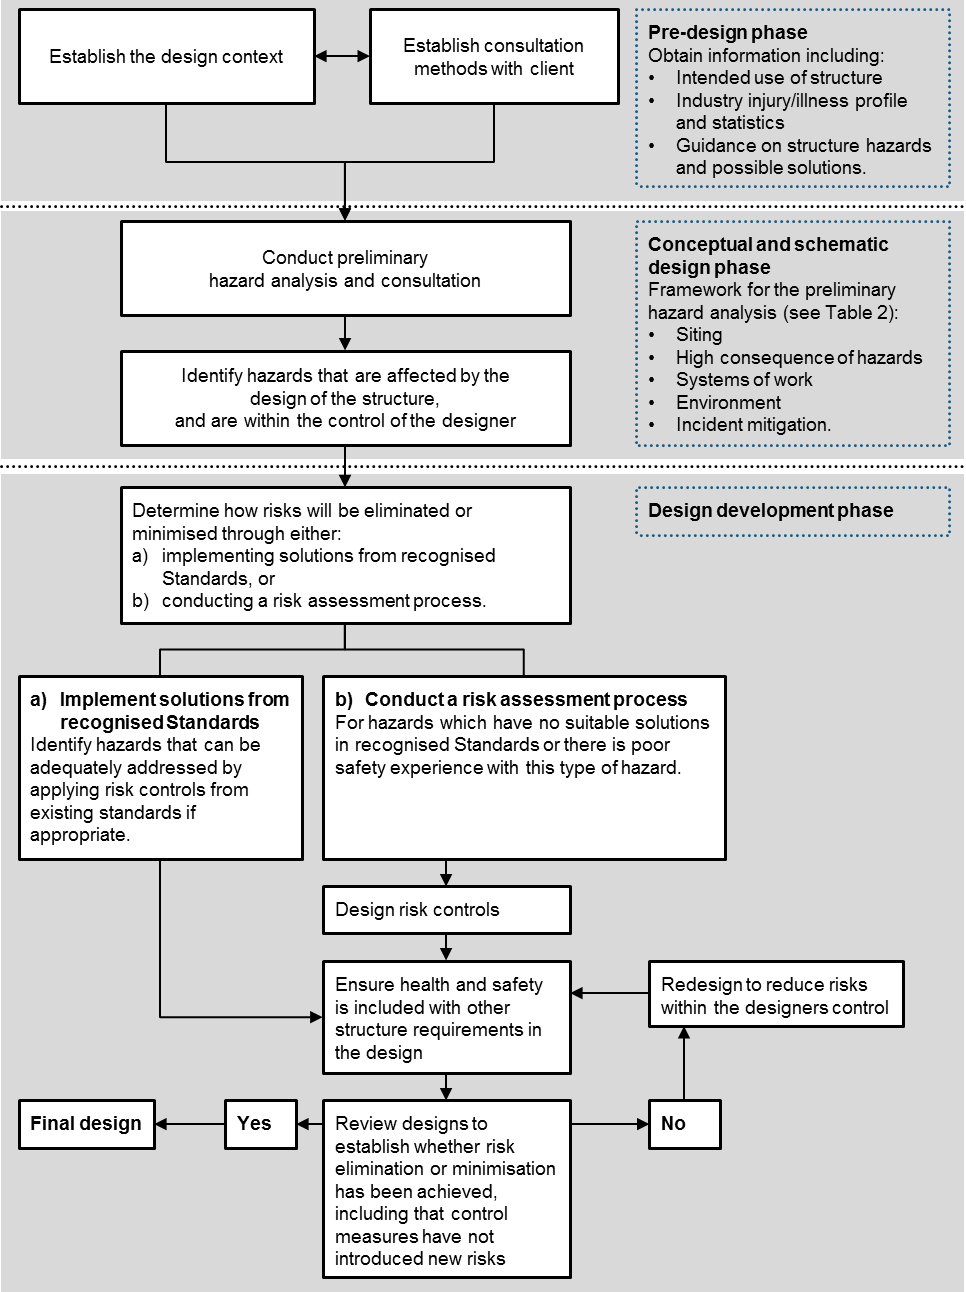 Establish the design context
Establish consultation
methods with client
Pre-design phase
Obtain information including:
• Intended use of structure
• Industry injury/illness profile
and statistics
• Guidance on structure hazards
and possible solutions.
Conduct preliminary
hazard analysis and consultation
Conceptual and schematic
design phase
Framework for the preliminary
hazard analysis (see Table 2):
• Siting
• High consequence of hazards
• Systems of work
• Environment
• Incident mitigation.
Identify hazards that are affected by the
design of the structure,
and are within the control of the designer
Design development phase
Determine how risks will be eliminated or
minimised through either:
a) implementing solutions from recognised
Standards, or
b) conducting a risk assessment process.
a) Implement solutions from
recognised Standards
Identify hazards that can be
adequately addressed by
applying risk controls from
existing standards if
appropriate.
b) Conduct a risk assessment process
For hazards which have no suitable solutions
in recognised Standards or there is poor
safety experience with this type of hazard.
Design risk controls
Ensure health and safety
is included with other
structure requirements in
the design
Redesign to reduce risks
within the designers control
Final design
Yes
Review designs to
establish whether risk
elimination or minimisation
has been achieved,
including that control
measures have not
introduced new risks
No